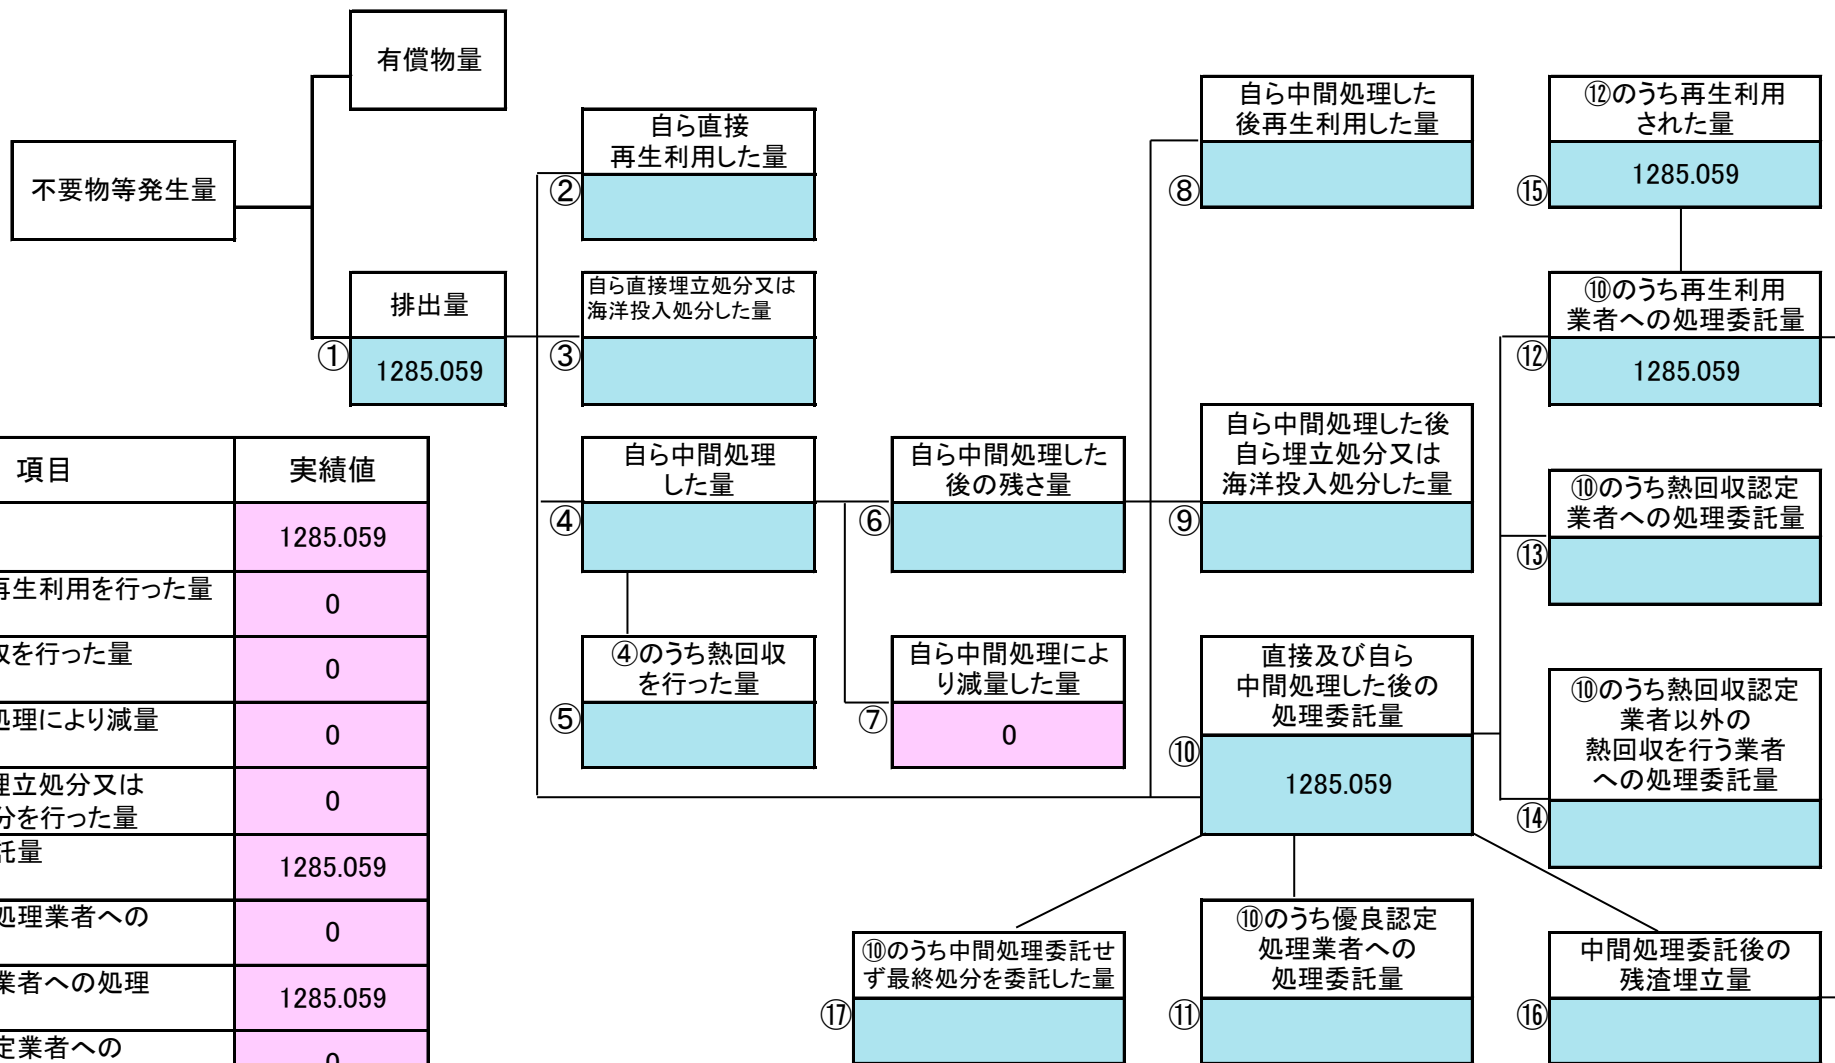 有償物量
不要物等発生量
排出量
①
1285.059
自ら直接
再生利用した量
②
自ら直接埋立処分又は
海洋投入処分した量
③
自ら中間処理
した量
④
④のうち熱回収
を行った量
⑤
自ら中間処理した
後の残さ量
⑥
自ら中間処理によ
り減量した量
⑦
0
自ら中間処理した
後再生利用した量
⑧
自ら中間処理した後
自ら埋立処分又は
海洋投入処分した量
⑨
直接及び自ら
中間処理した後の
処理委託量
⑩
1285.059
⑩のうち優良認定
処理業者への
処理委託量
⑪
⑩のうち中間処理委託せ
ず最終処分を委託した量
⑰
⑫のうち再生利用
された量
⑮
1285.059
⑩のうち再生利用
業者への処理委託量
⑫
1285.059
⑩のうち熱回収認定
業者への処理委託量
⑬
⑩のうち熱回収認定
業者以外の
熱回収を行う業者
への処理委託量
⑭
中間処理委託後の
残渣埋立量
⑯
項目
実績値
1285.059
再生利用を行った量
0
を行った量
0
処理により減量
0
埋立処分又は
を行った量
0
託量
1285.059
処理業者への
0
業者への処理
1285.059
定業者への
0